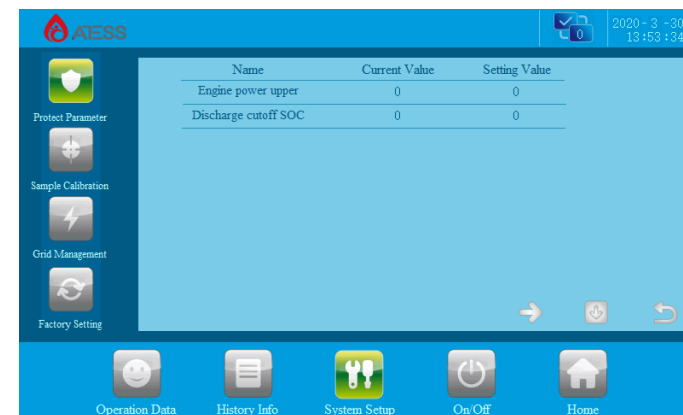 ATESS
0
2020- 3 -30
13:53:34
Name Current Value Setting Value
Engine power upper 0 0
Discharge cutoff SOC 0 0
Protect Parameter
Sample Calibration
Grid Management
Factory Setting
Operation Data History Info System Setup On/Off Home